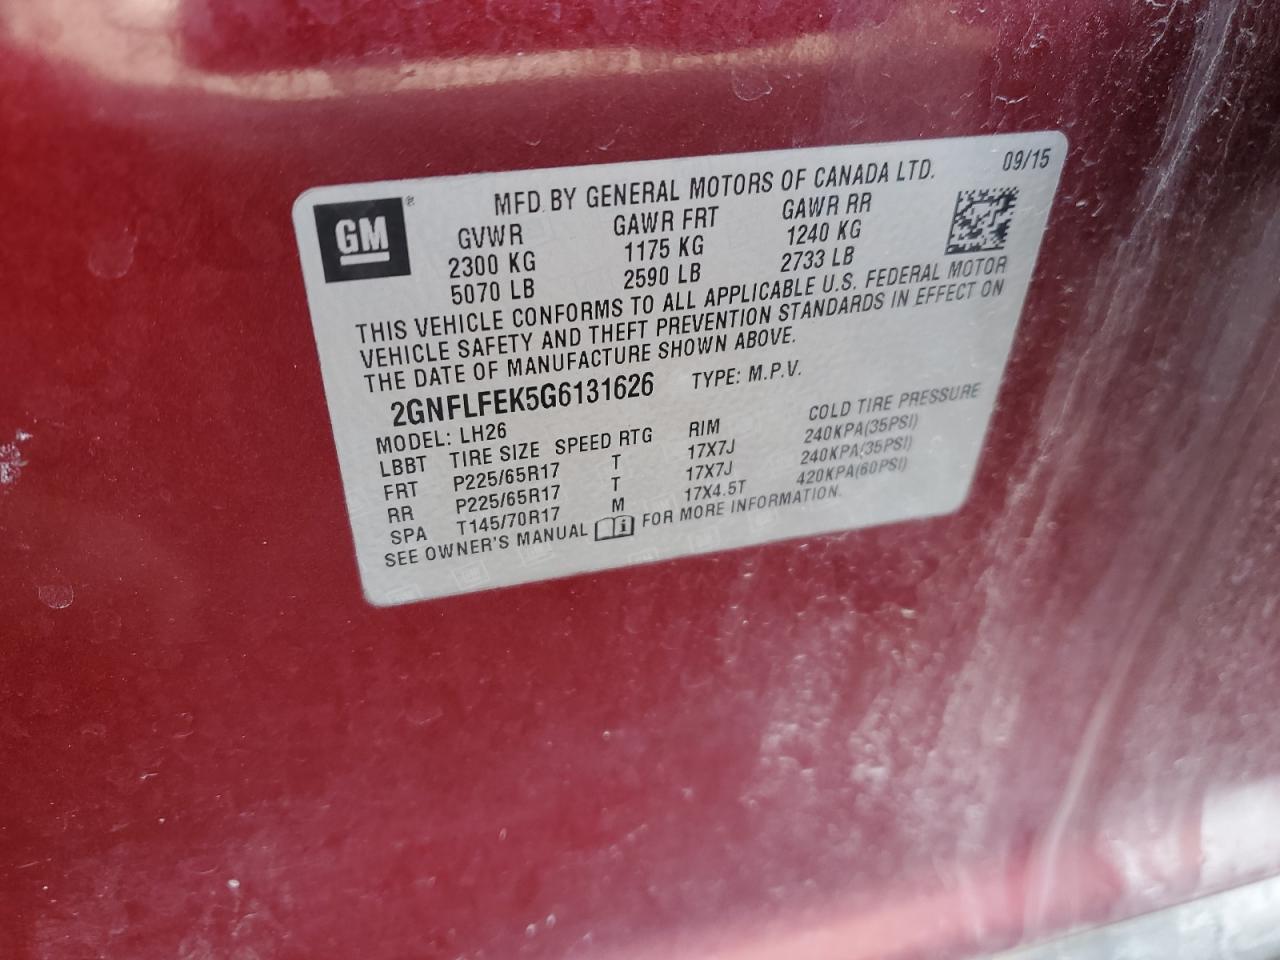 GM®
MFD BY GENERAL MOTORS OF CANADA LTD. 09/15
GVWR GAWR FRT GAWR RR
2300 KG 1175 KG 1240 KG
5070 LB 2590 LB 2733 LB
THIS VEHICLE CONFORMS TO ALL APPLICABLE U.S. FEDERAL MOTOR
VEHICLE SAFETY AND THEFT PREVENTION STANDARDS IN EFFECT ON
THE DATE OF MANUFACTURE SHOWN ABOVE.
2GNFLFEK5G6131626 TYPE: M.P.V.
MODEL: LH26
LBBT TIRE SIZE SPEED RTG RIM COLD TIRE PRESSURE
FRT P225/65R17 T 17X7J 240KPA(35PSI)
RR P225/65R17 T 17X7J 240KPA(35PSI)
SPA T145/70R17 M 17X4.5T 420KPA(60PSI)
SEE OWNER'S MANUAL i FOR MORE INFORMATION.